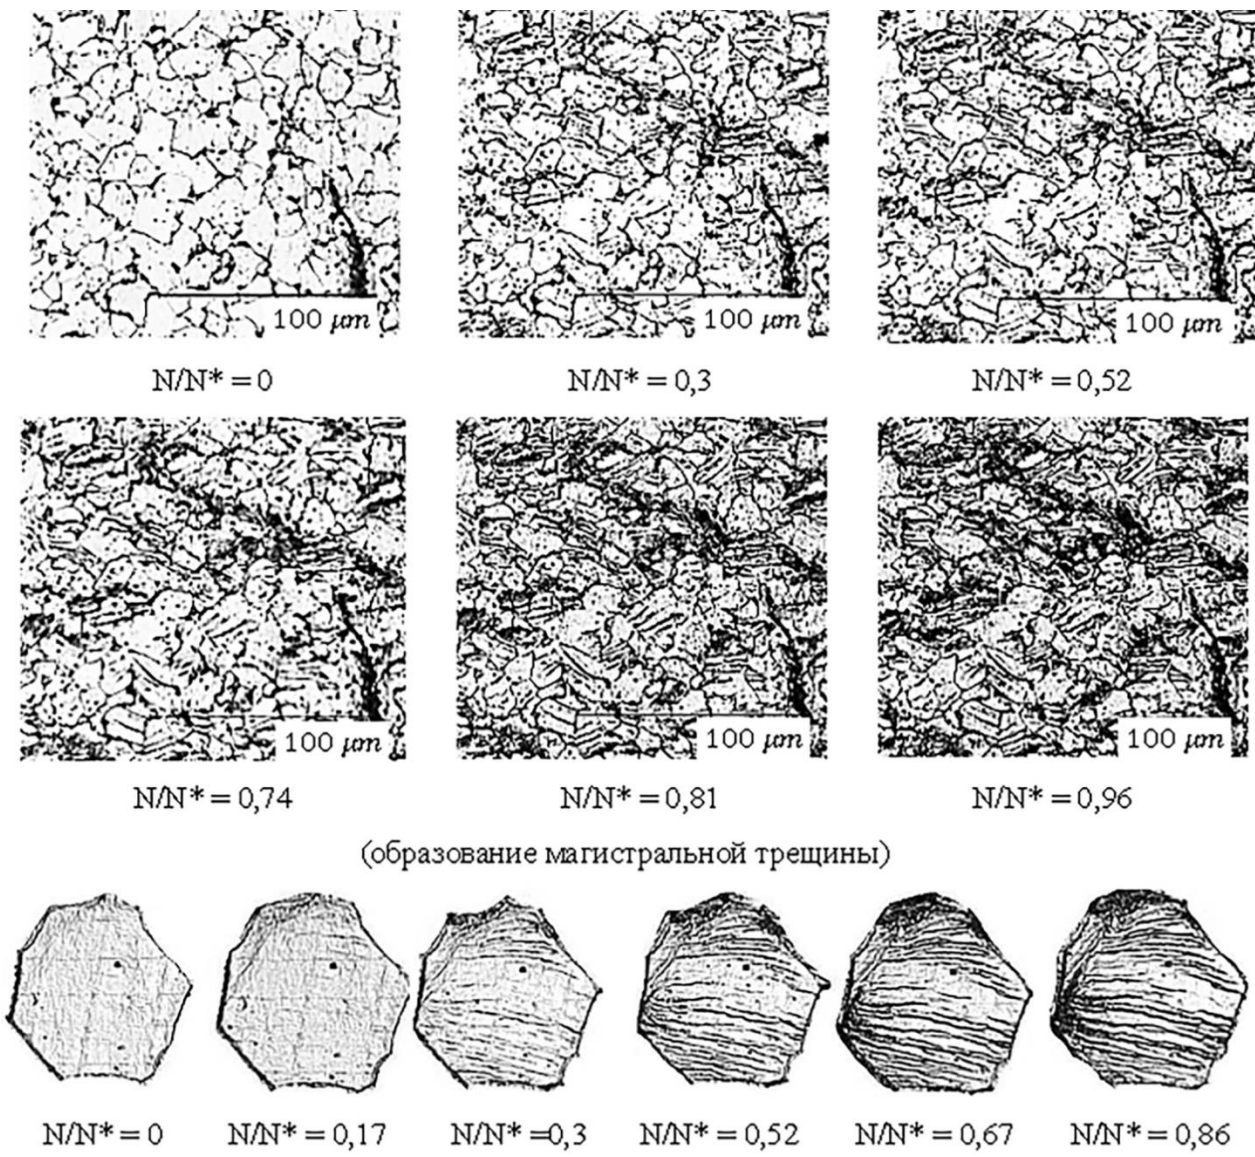 100 µm 100 µm 100 µm
N/N* = 0 N/N* = 0,3 N/N* = 0,52
100 µm 100 µm 100 µm
N/N* = 0,74 N/N* = 0,81 N/N* = 0,96
(образование магистральной трещины)
N/N* = 0 N/N* = 0,17 N/N* =0,3 N/N* = 0,52 N/N* = 0,67 N/N* = 0,86